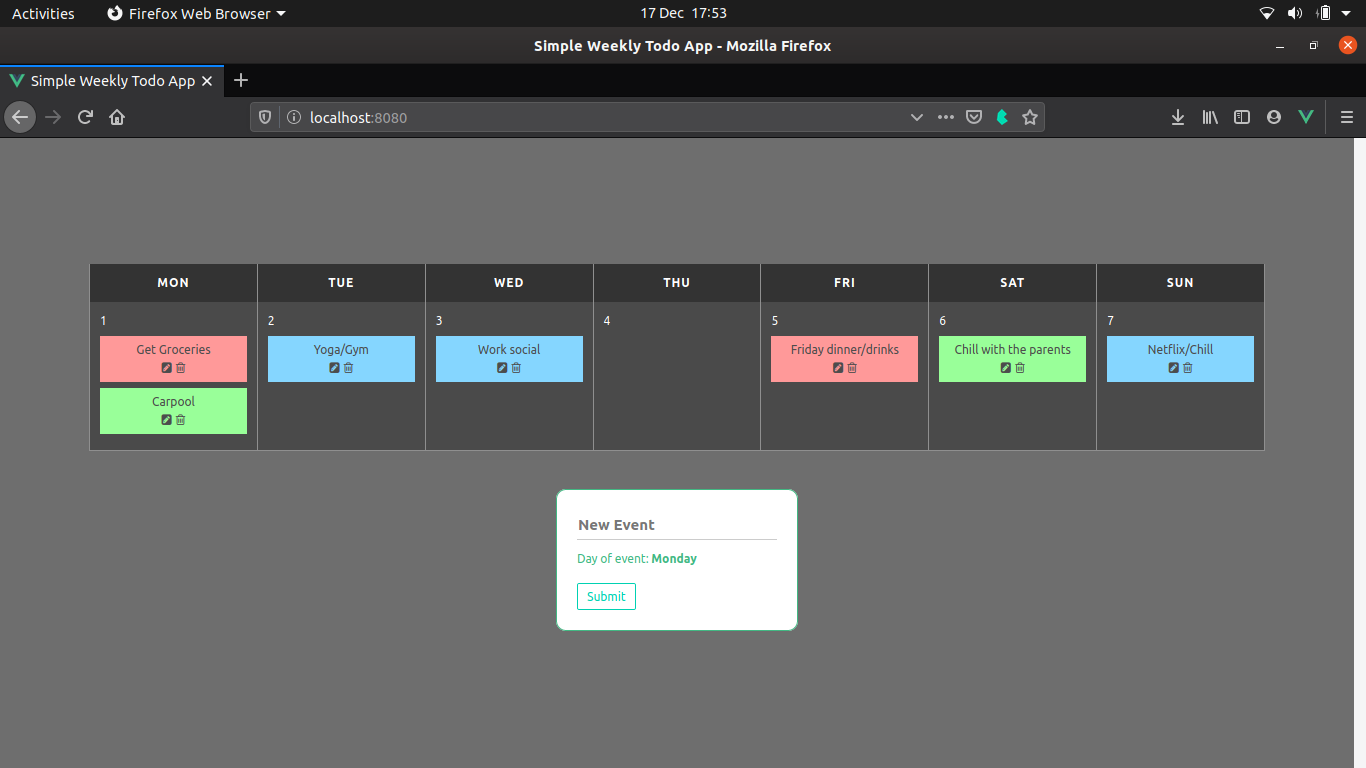 Activities Firefox Web Browser 17 Dec 17:53
Simple Weekly Todo App - Mozilla Firefox
Simple Weekly Todo App
localhost:8080
MON TUE WED THU FRI SAT SUN
1 2 3 4 5 6 7
Get Groceries Yoga/Gym Work social Friday dinner/drinks Chill with the parents Netflix/Chill
Carpool
New Event
Day of event: Monday
Submit